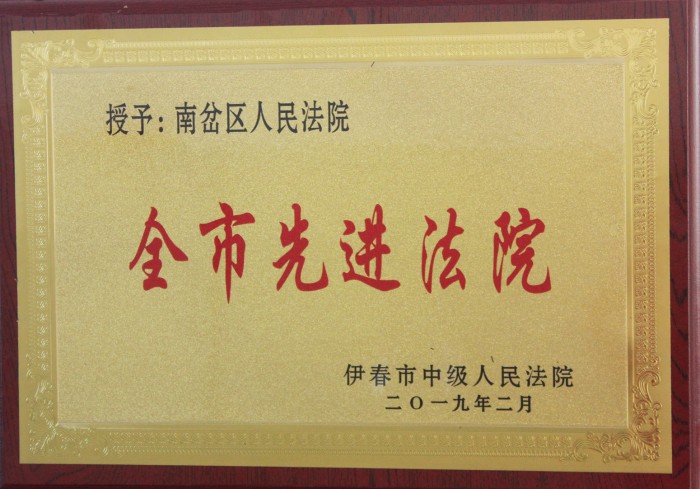 授予：南岔区人民法院
全市先进法院
伊春市中级人民法院
二〇一九年二月